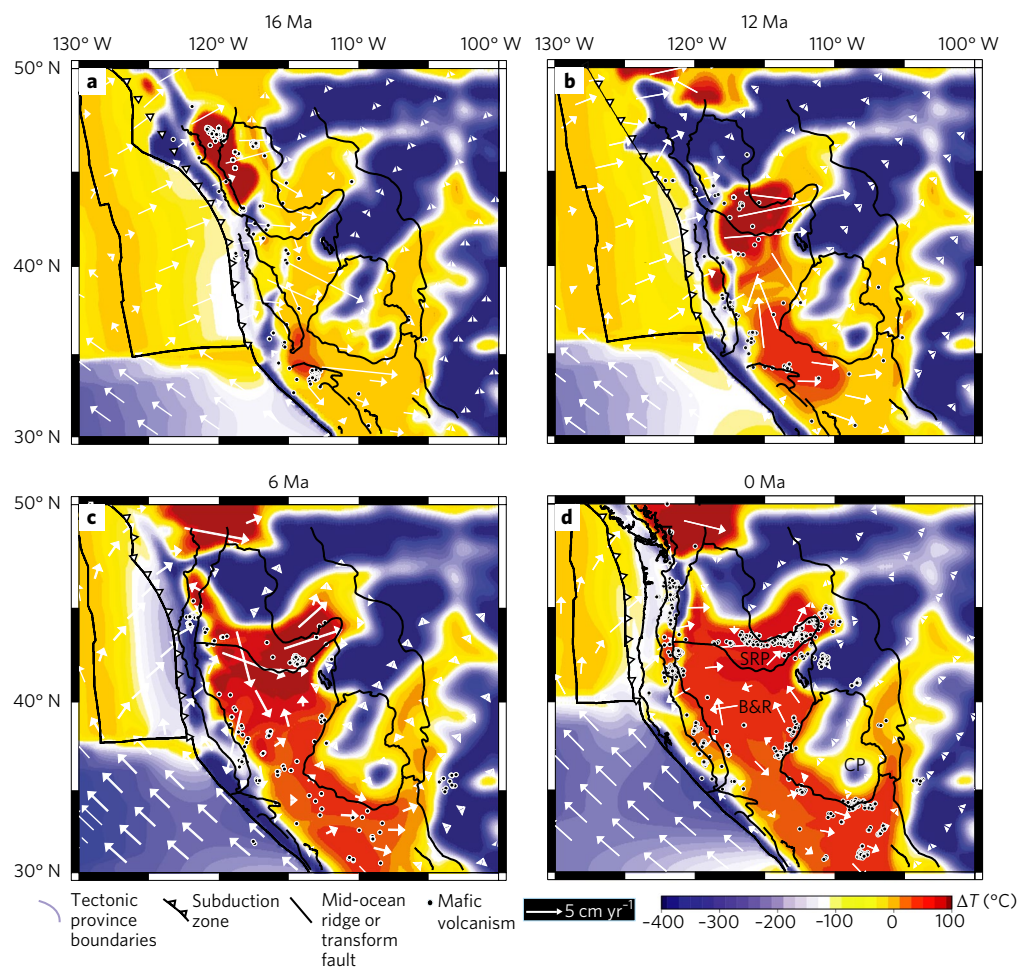 16 Ma
12 Ma
130° W 120° W 110° W 100° W
130° W 120° W 110° W 100° W
50° N
a
b
40° N
30° N
6 Ma
0 Ma
50° N
c
d
SRP
B&R
40° N
CP
30° N
Tectonic province boundaries
Subduction zone
Mid-ocean ridge or transform fault
Mafic volcanism
5 cm yr⁻¹
ΔT (°C)
−400 −300 −200 −100 0 100